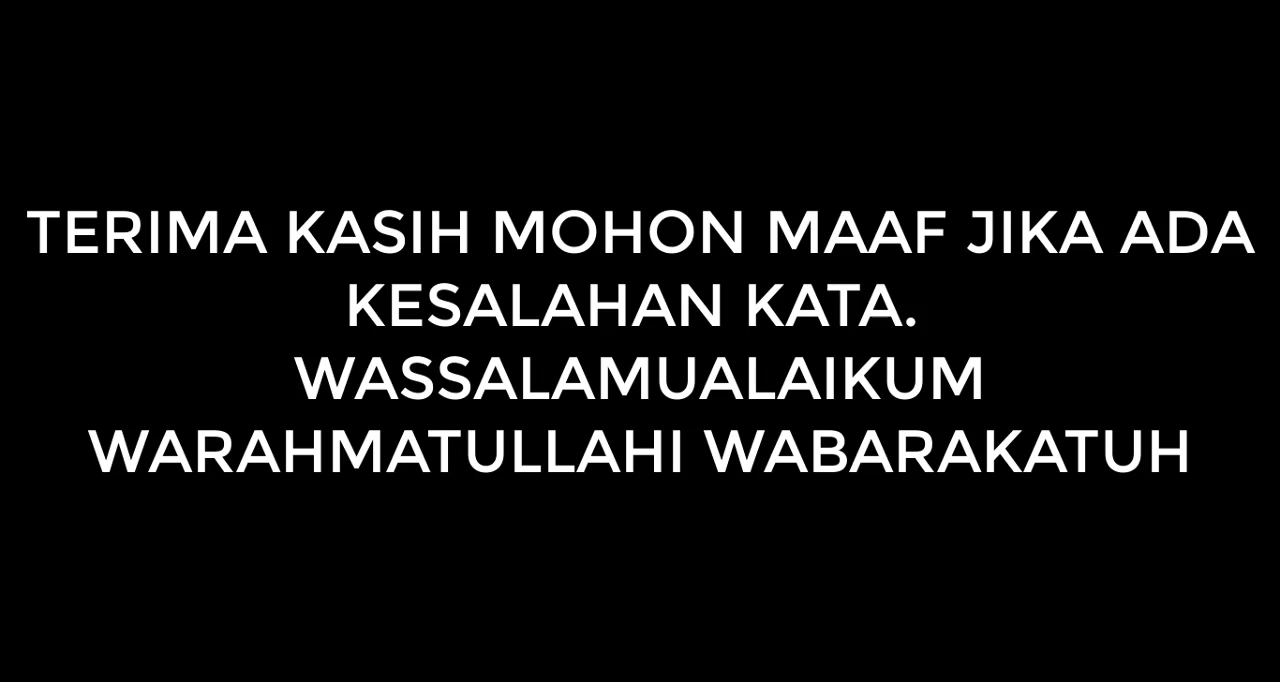 TERIMA KASIH MOHON MAAF JIKA ADA
KESALAHAN KATA.
WASSALAMUALAIKUM
WARAHMATULLAHI WABARAKATUH